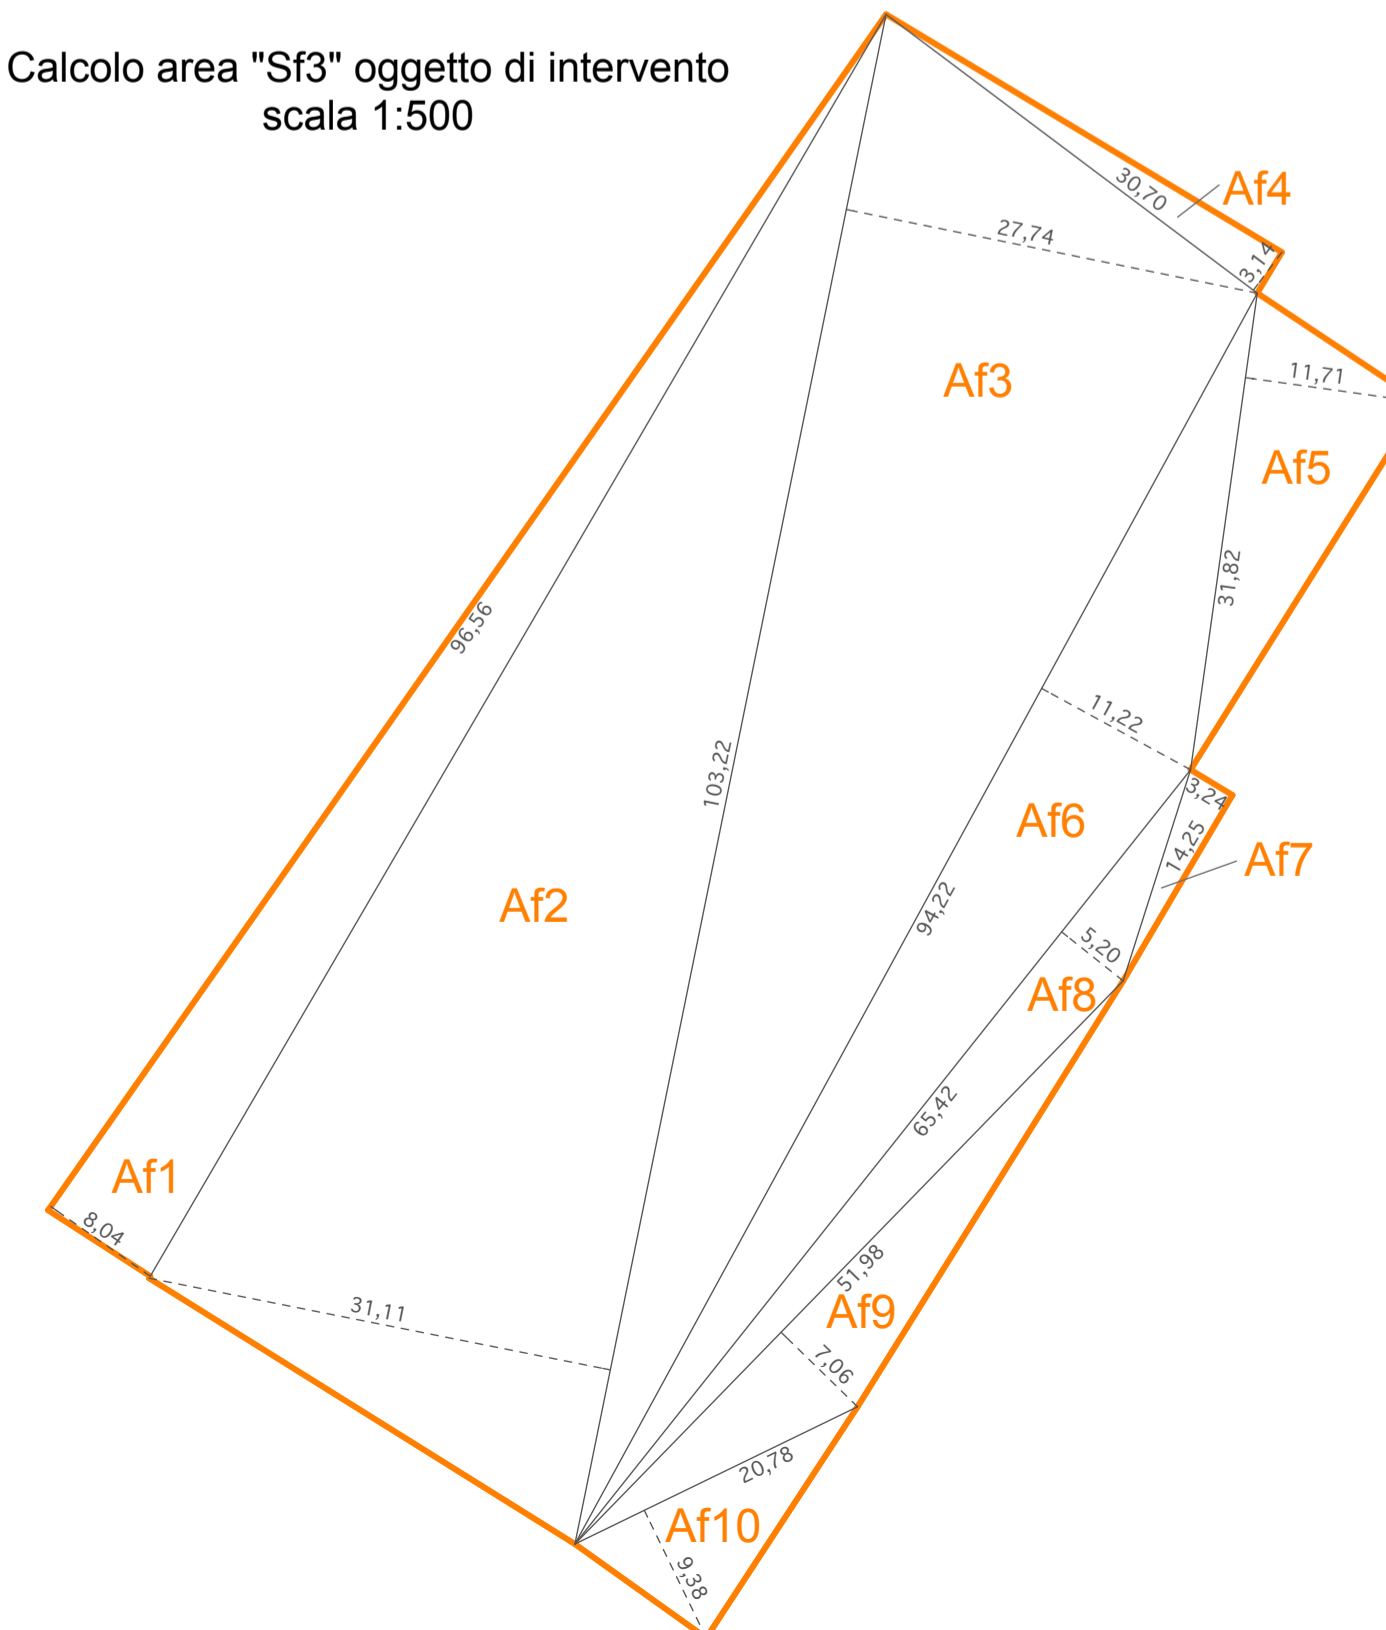 Calcolo area "Sf3" oggetto di intervento
scala 1:500
30,70
Af4
27,74
3,14
Af3
11,71
Af5
31,82
96,56
11,22
103,22
3,24
Af6
14,25
Af7
94,22
Af2
5,20
Af8
65,42
Af1
8,04
51,98
31,11
Af9
7,06
20,78
Af10
9,38